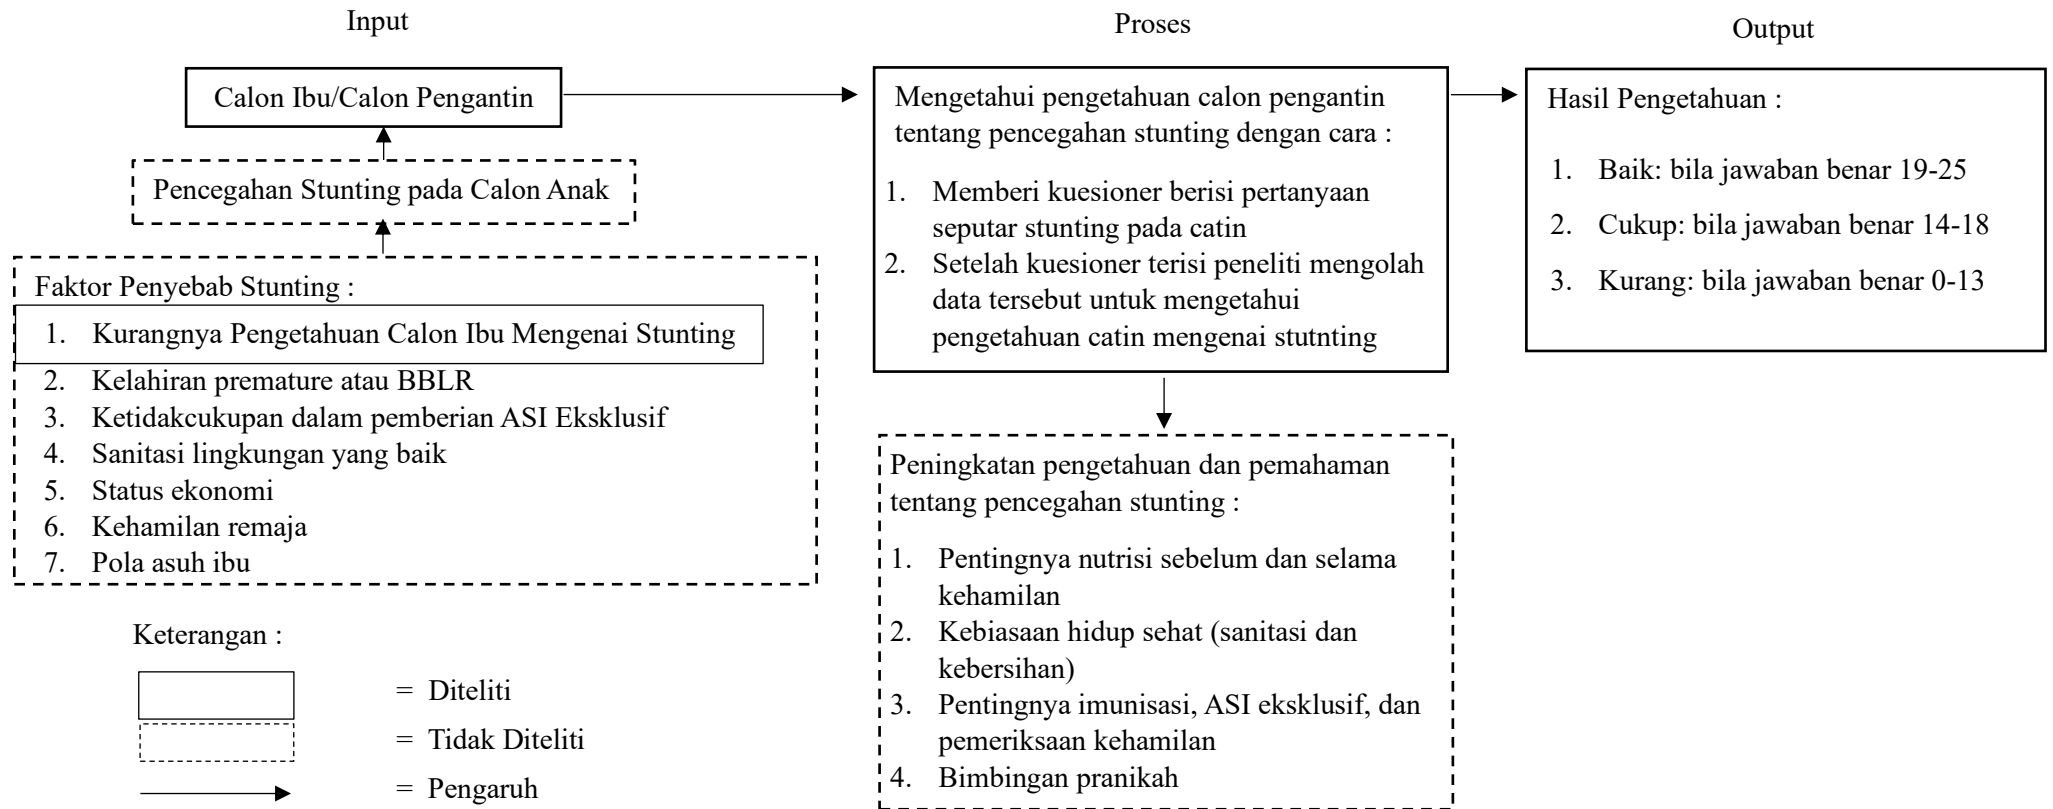 Input
Calon Ibu/Calon Pengantin
Pencegahan Stunting pada Calon Anak
Faktor Penyebab Stunting :
1. Kurangnya Pengetahuan Calon Ibu Mengenai Stunting
2. Kelahiran premature atau BBLR
3. Ketidakcukupan dalam pemberian ASI Eksklusif
4. Sanitasi lingkungan yang baik
5. Status ekonomi
6. Kehamilan remaja
7. Pola asuh ibu
Proses
Mengetahui pengetahuan calon pengantin
tentang pencegahan stunting dengan cara :
1. Memberi kuesioner berisi pertanyaan
seputar stunting pada catin
2. Setelah kuesioner terisi peneliti mengolah
data tersebut untuk mengetahui
pengetahuan catin mengenai stutnting
Peningkatan pengetahuan dan pemahaman
tentang pencegahan stunting :
1. Pentingnya nutrisi sebelum dan selama
kehamilan
2. Kebiasaan hidup sehat (sanitasi dan
kebersihan)
3. Pentingnya imunisasi, ASI eksklusif, dan
pemeriksaan kehamilan
4. Bimbingan pranikah
Output
Hasil Pengetahuan :
1. Baik: bila jawaban benar 19-25
2. Cukup: bila jawaban benar 14-18
3. Kurang: bila jawaban benar 0-13
Keterangan :
= Diteliti
= Tidak Diteliti
= Pengaruh